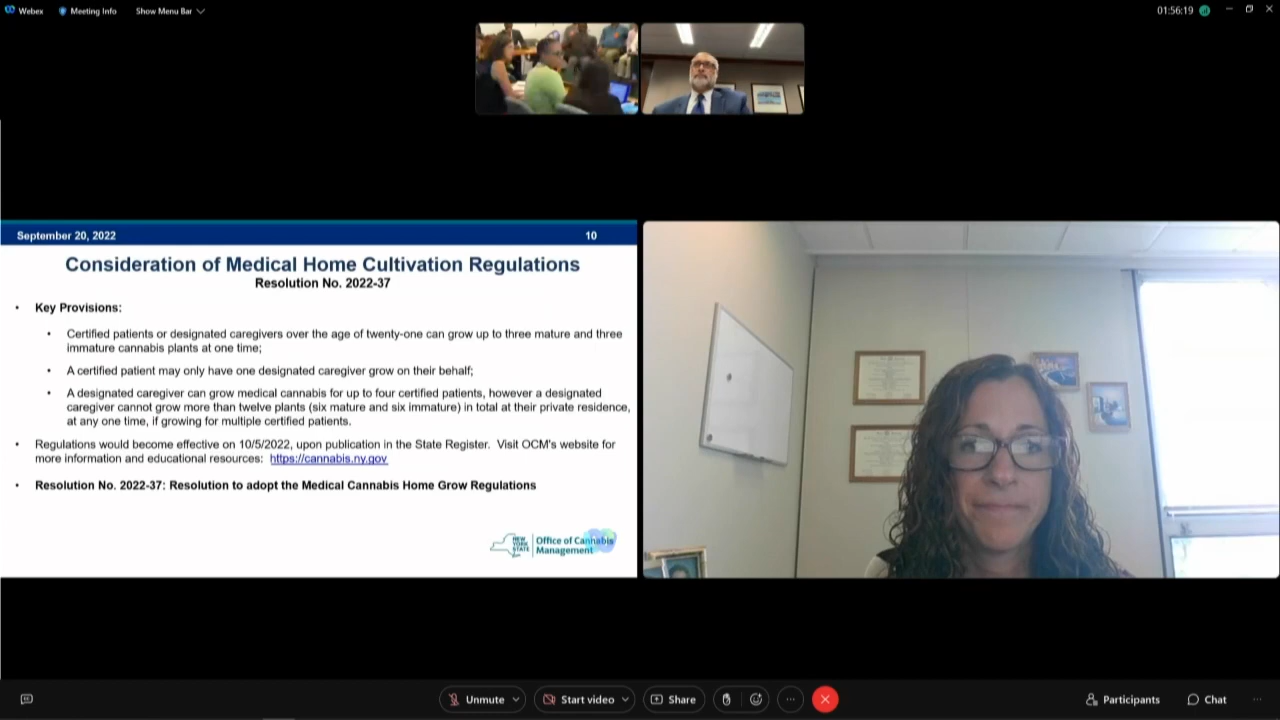 Webex
Meeting Info
Show Menu Bar
01:56:19
September 20, 2022
10
Consideration of Medical Home Cultivation Regulations
Resolution No. 2022-37
• Key Provisions:
• Certified patients or designated caregivers over the age of twenty-one can grow up to three mature and three
immature cannabis plants at one time;
• A certified patient may only have one designated caregiver grow on their behalf;
• A designated caregiver can grow medical cannabis for up to four certified patients, however a designated
caregiver cannot grow more than twelve plants (six mature and six immature) in total at their private residence,
at any one time, if growing for multiple certified patients.
• Regulations would become effective on 10/5/2022, upon publication in the State Register. Visit OCM's website for
more information and educational resources: https://cannabis.ny.gov
• Resolution No. 2022-37: Resolution to adopt the Medical Cannabis Home Grow Regulations
NEW
YORK
STATE
Office of Cannabis
Management
Unmute
Start video
Share
Participants
Chat